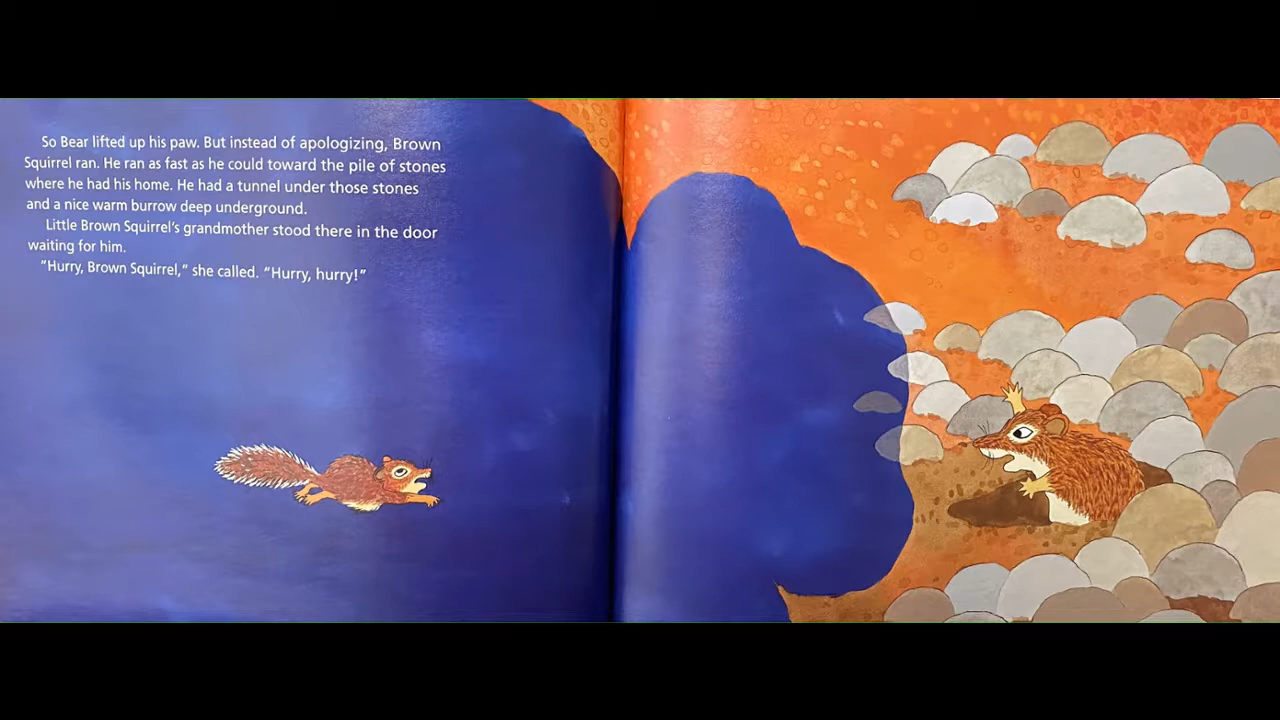 So Bear lifted up his paw. But instead of apologizing, Brown
Squirrel ran. He ran as fast as he could toward the pile of stones
where he had his home. He had a tunnel under those stones
and a nice warm burrow deep underground.
Little Brown Squirrel's grandmother stood there in the door
waiting for him.
"Hurry, Brown Squirrel," she called. "Hurry, hurry!"